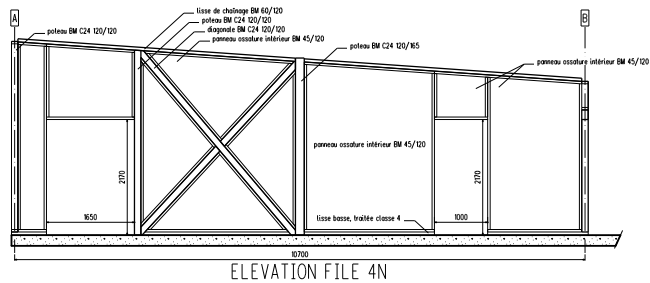 A
B
lisse de chaînage BM 60/120
poteau BM C24 120/120
poteau BM C24 120/120
diagonale BM C24 120/120
panneau ossature intérieur BM 45/120
poteau BM C24 120/165
panneau ossature intérieur BM 45/120
panneau ossature intérieur BM 45/120
2170
2170
1650
lisse basse, traitée classe 4
1000
10700
ELEVATION FILE 4N